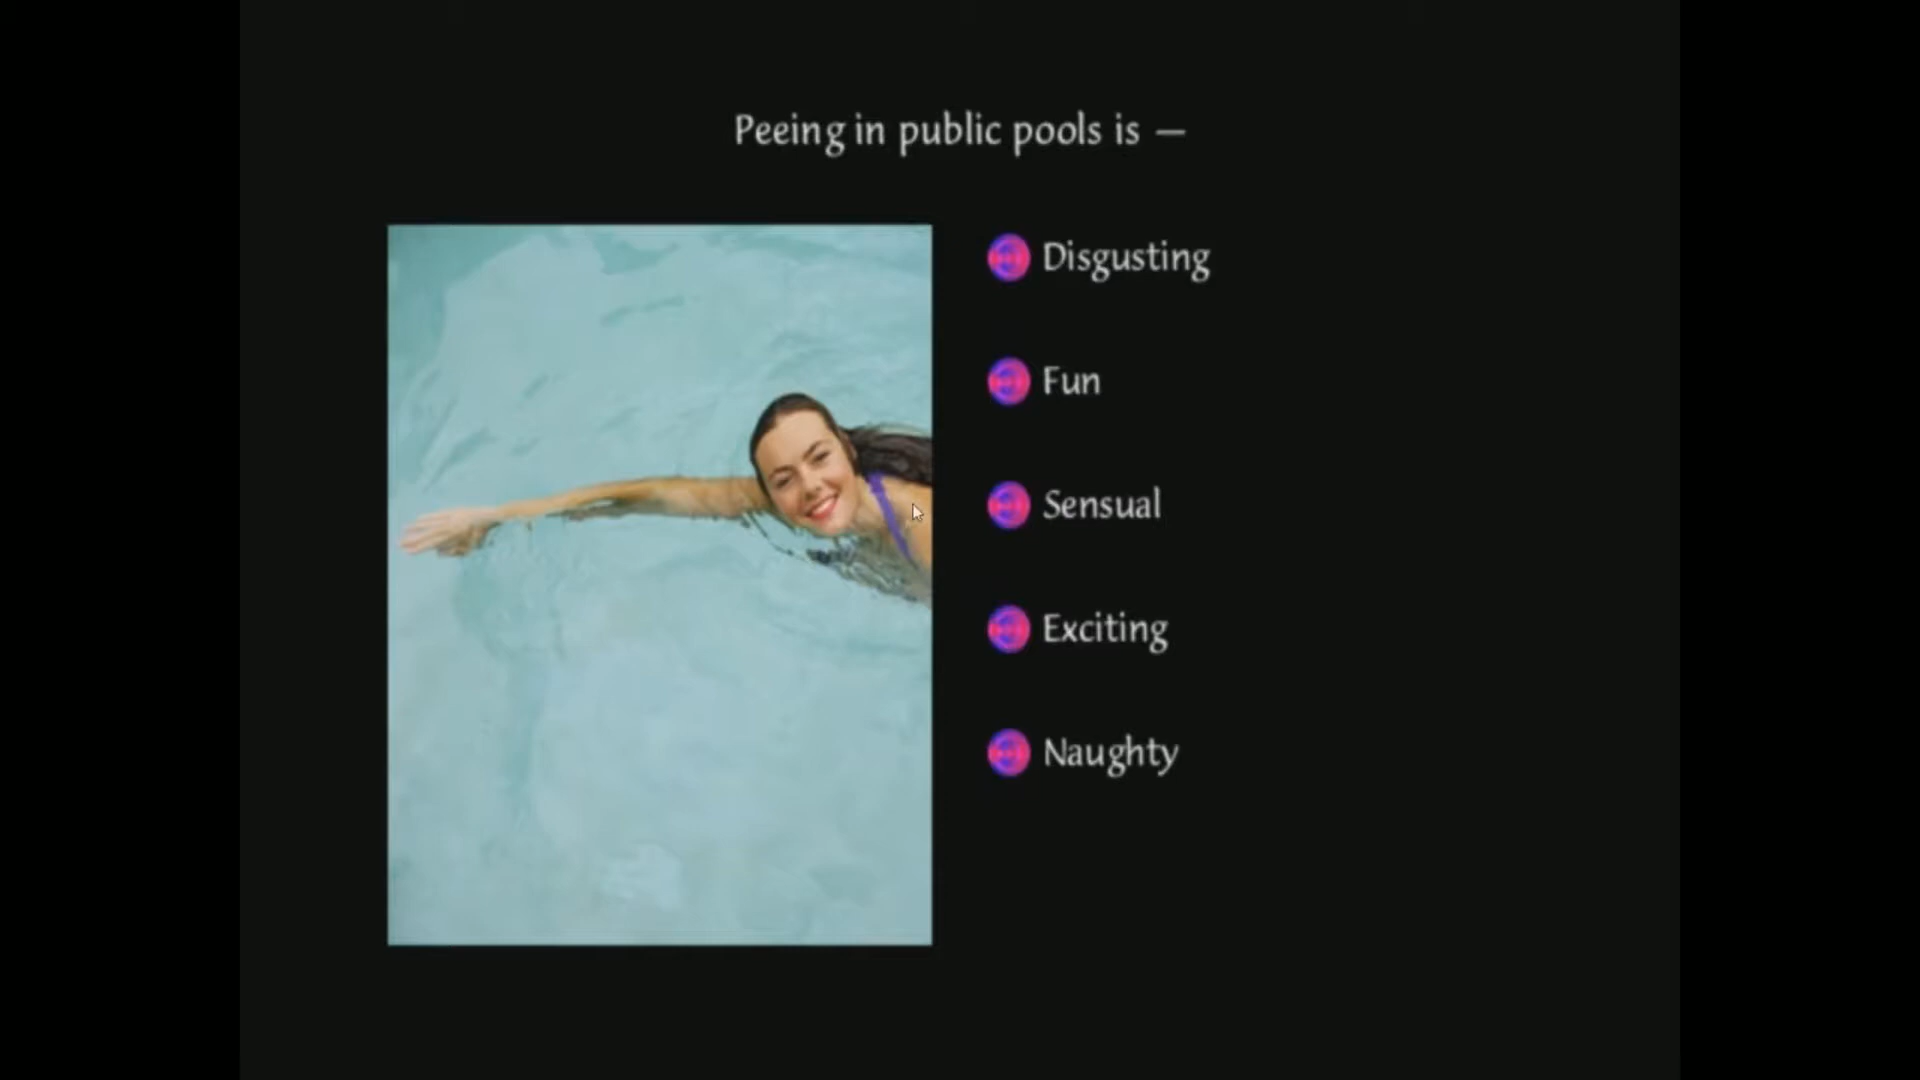 Peeing in public pools is —
Disgusting
Fun
Sensual
Exciting
Naughty